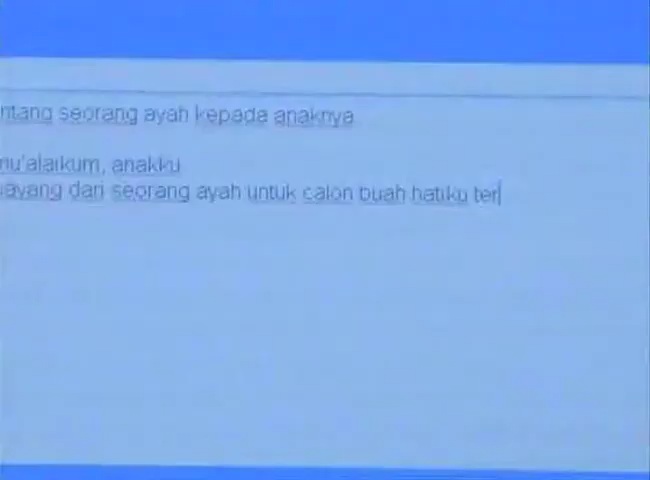 ntang seorang ayah kepada anaknya
mu'alaikum, anakku
ayang dari seorang ayah untuk calon buah hatiku ter